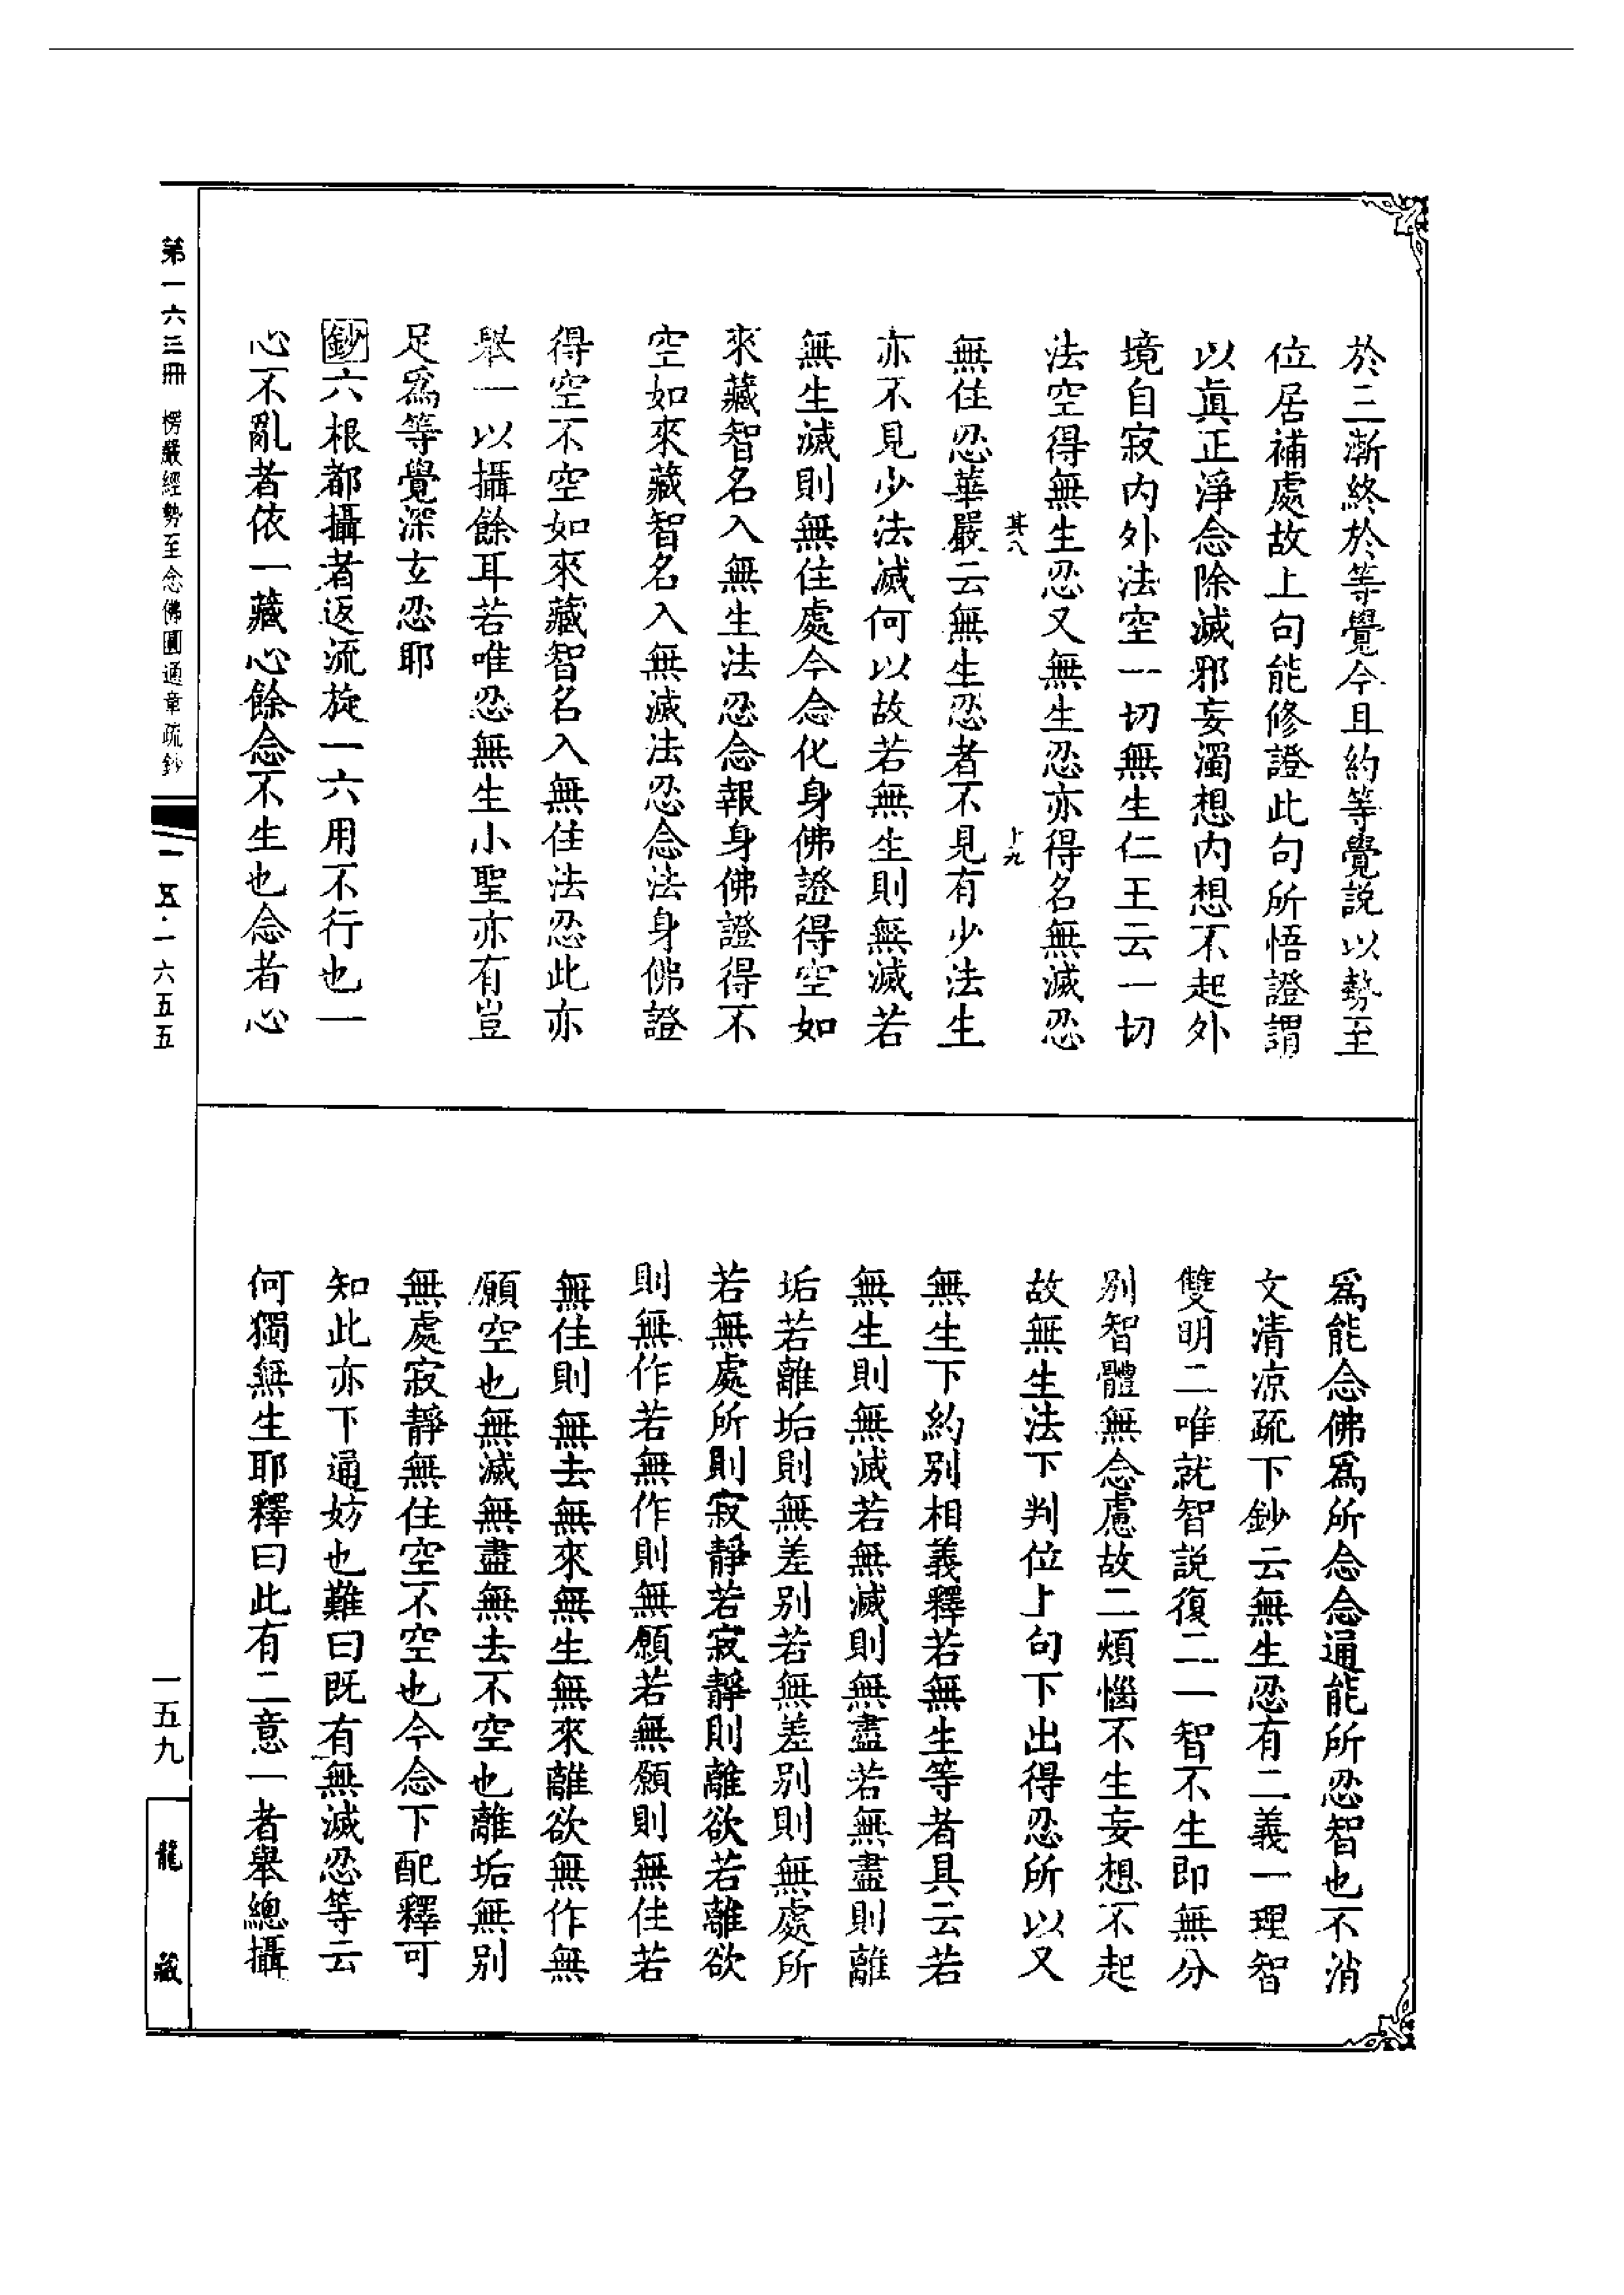 於三漸終於等覺今且約等覺説以勢至
位居補處故上句能修證此句所悟證謂
以眞正淨念除滅邪妄濁想内想不起外
境自寂内外法空一切無生仁王云一切
法空得無生忍又無生忍亦得名無滅忍
其八
十九
無住忍華嚴云無生忍者不見有少法生
亦不見少法滅何以故若無生則無滅若
無生滅則無住處今念化身佛證得空如
來藏智名入無生法忍念報身佛證得不
空如來藏智名入無滅法忍念法身佛證
得空不空如來藏智名入無住法忍此亦
舉一以攝餘耳若唯忍無生小聖亦有豈
足爲等覺深玄忍耶
鈔六根都攝者返流旋一六用不行也一
心不亂者依一藏心餘念不生也念者心
爲能念佛爲所念念通能所忍智也不消
文清凉疏下鈔云無生忍有二義一理智
雙明二唯就智説復二一智不生即無分
别智體無念慮故二煩惱不生妄想不起
故無生法下判位上句下出得忍所以又
無生下約别相義釋若無生等者具云若
無生則無滅若無滅則無盡若無盡則離
垢若離垢則無差别若無差别則無處所
若無處所則寂靜若寂靜則離欲若離欲
則無作若無作則無願若無願則無住若
無住則無去無來無生無來離欲無作無
願空也無滅無盡無去不空也離垢無别
無處寂靜無住空不空也今念下配釋可
知此亦下通妨也難曰既有無滅忍等云
何獨無生耶釋曰此有二意一者舉總攝
第一六三冊 楞嚴經勢至念佛圓通章疏鈔
一五·一六五五
一五九
龍藏